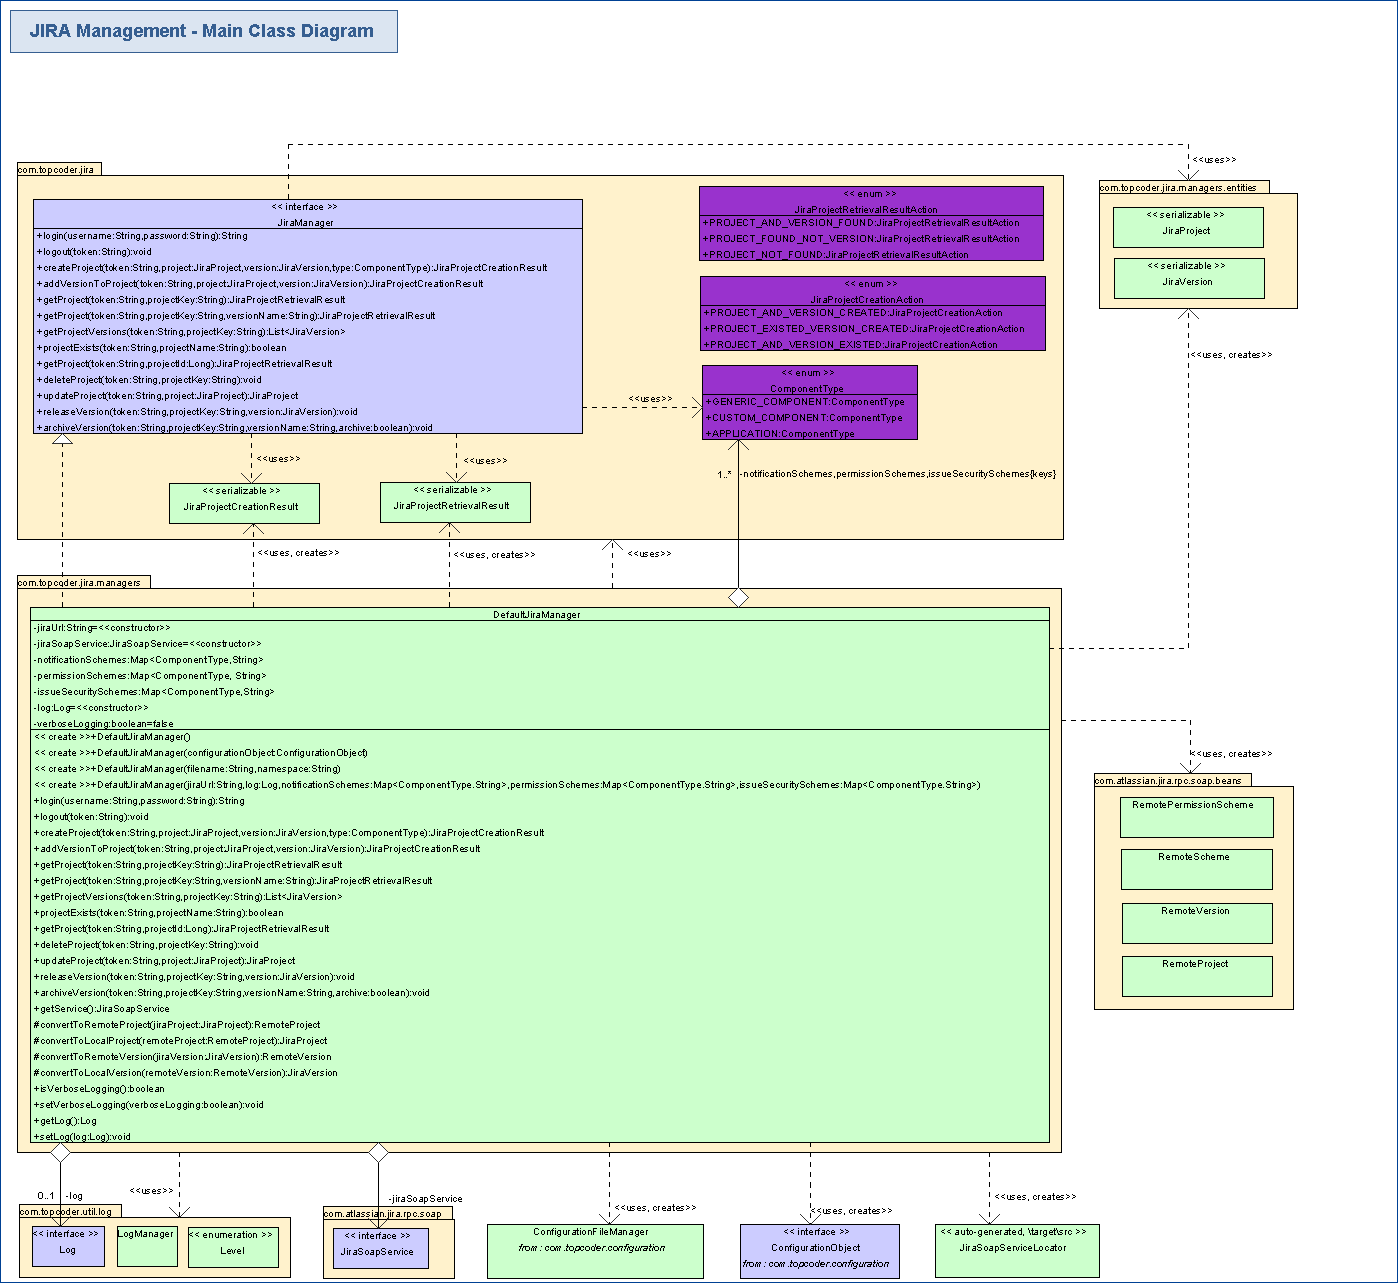 JIRA Management - Main Class Diagram
<<uses>>
com.topcoder.jira
<< interface >>
JiraManager
+login(username:String,password:String):String
+logout(token:String):void
+createProject(token:String,project:JiraProject,version:JiraVersion,type:ComponentType):JiraProjectCreationResult
+addVersionToProject(token:String,project:JiraProject,version:JiraVersion):JiraProjectCreationResult
+getProject(token:String,projectKey:String):JiraProjectRetrievalResult
+getProject(token:String,projectKey:String,versionName:String):JiraProjectRetrievalResult
+getProjectVersions(token:String,projectKey:String):List<JiraVersion>
+projectExists(token:String,projectName:String):boolean
+getProject(token:String,projectId:Long):JiraProjectRetrievalResult
+deleteProject(token:String,projectKey:String):void
+updateProject(token:String,project:JiraProject):JiraProject
+releaseVersion(token:String,projectKey:String,version:JiraVersion):void
+archiveVersion(token:String,projectKey:String,versionName:String,archive:boolean):void
<< enum >>
JiraProjectRetrievalResultAction
+PROJECT_AND_VERSION_FOUND:JiraProjectRetrievalResultAction
+PROJECT_FOUND_NOT_VERSION:JiraProjectRetrievalResultAction
+PROJECT_NOT_FOUND:JiraProjectRetrievalResultAction
<< enum >>
JiraProjectCreationAction
+PROJECT_AND_VERSION_CREATED:JiraProjectCreationAction
+PROJECT_EXISTED_VERSION_CREATED:JiraProjectCreationAction
+PROJECT_AND_VERSION_EXISTED:JiraProjectCreationAction
<<uses>>
<< enum >>
ComponentType
+GENERIC_COMPONENT:ComponentType
+CUSTOM_COMPONENT:ComponentType
+APPLICATION:ComponentType
com.topcoder.jira.managers.entities
<< serializable >>
JiraProject
<< serializable >>
JiraVersion
<<uses, creates>>
<<uses>>
<<uses>>
1..*
-notificationSchemes,permissionSchemes,issueSecuritySchemes{keys}
<< serializable >>
JiraProjectCreationResult
<< serializable >>
JiraProjectRetrievalResult
<<uses, creates>>
<<uses, creates>>
<<uses>>
com.topcoder.jira.managers
DefaultJiraManager
-jiraUrl:String=<<constructor>>
-jiraSoapService:JiraSoapService=<<constructor>>
-notificationSchemes:Map<ComponentType,String>
-permissionSchemes:Map<ComponentType, String>
-issueSecuritySchemes:Map<ComponentType,String>
-log:Log=<<constructor>>
-verboseLogging:boolean=false
<< create >>+DefaultJiraManager()
<< create >>+DefaultJiraManager(configurationObject:ConfigurationObject)
<< create >>+DefaultJiraManager(filename:String,namespace:String)
<< create >>+DefaultJiraManager(jiraUrl:String,log:Log,notificationSchemes:Map<ComponentType.String>,permissionSchemes:Map<ComponentType.String>,issueSecuritySchemes:Map<ComponentType.String>)
+login(username:String,password:String):String
+logout(token:String):void
+createProject(token:String,project:JiraProject,version:JiraVersion,type:ComponentType):JiraProjectCreationResult
+addVersionToProject(token:String,project:JiraProject,version:JiraVersion):JiraProjectCreationResult
+getProject(token:String,projectKey:String):JiraProjectRetrievalResult
+getProject(token:String,projectKey:String,versionName:String):JiraProjectRetrievalResult
+getProjectVersions(token:String,projectKey:String):List<JiraVersion>
+projectExists(token:String,projectName:String):boolean
+getProject(token:String,projectId:Long):JiraProjectRetrievalResult
+deleteProject(token:String,projectKey:String):void
+updateProject(token:String,project:JiraProject):JiraProject
+releaseVersion(token:String,projectKey:String,version:JiraVersion):void
+archiveVersion(token:String,projectKey:String,versionName:String,archive:boolean):void
+getService():JiraSoapService
#convertToRemoteProject(jiraProject:JiraProject):RemoteProject
#convertToLocalProject(remoteProject:RemoteProject):JiraProject
#convertToRemoteVersion(jiraVersion:JiraVersion):RemoteVersion
#convertToLocalVersion(remoteVersion:RemoteVersion):JiraVersion
+isVerboseLogging():boolean
+setVerboseLogging(verboseLogging:boolean):void
+getLog():Log
+setLog(log:Log):void
<<uses, creates>>
com.atlassian.jira.rpc.soap.beans
RemotePermissionScheme
RemoteScheme
RemoteVersion
RemoteProject
0..1
-log
<<uses>>
-jiraSoapService
<<uses, creates>>
<<uses, creates>>
<<uses, creates>>
com.topcoder.util.log
<< interface >>
Log
LogManager
<< enumeration >>
Level
com.atlassian.jira.rpc.soap
<< interface >>
JiraSoapService
ConfigurationFileManager
from : com.topcoder.configuration
<< interface >>
ConfigurationObject
from : com.topcoder.configuration
<< auto-generated, \target\src >>
JiraSoapServiceLocator